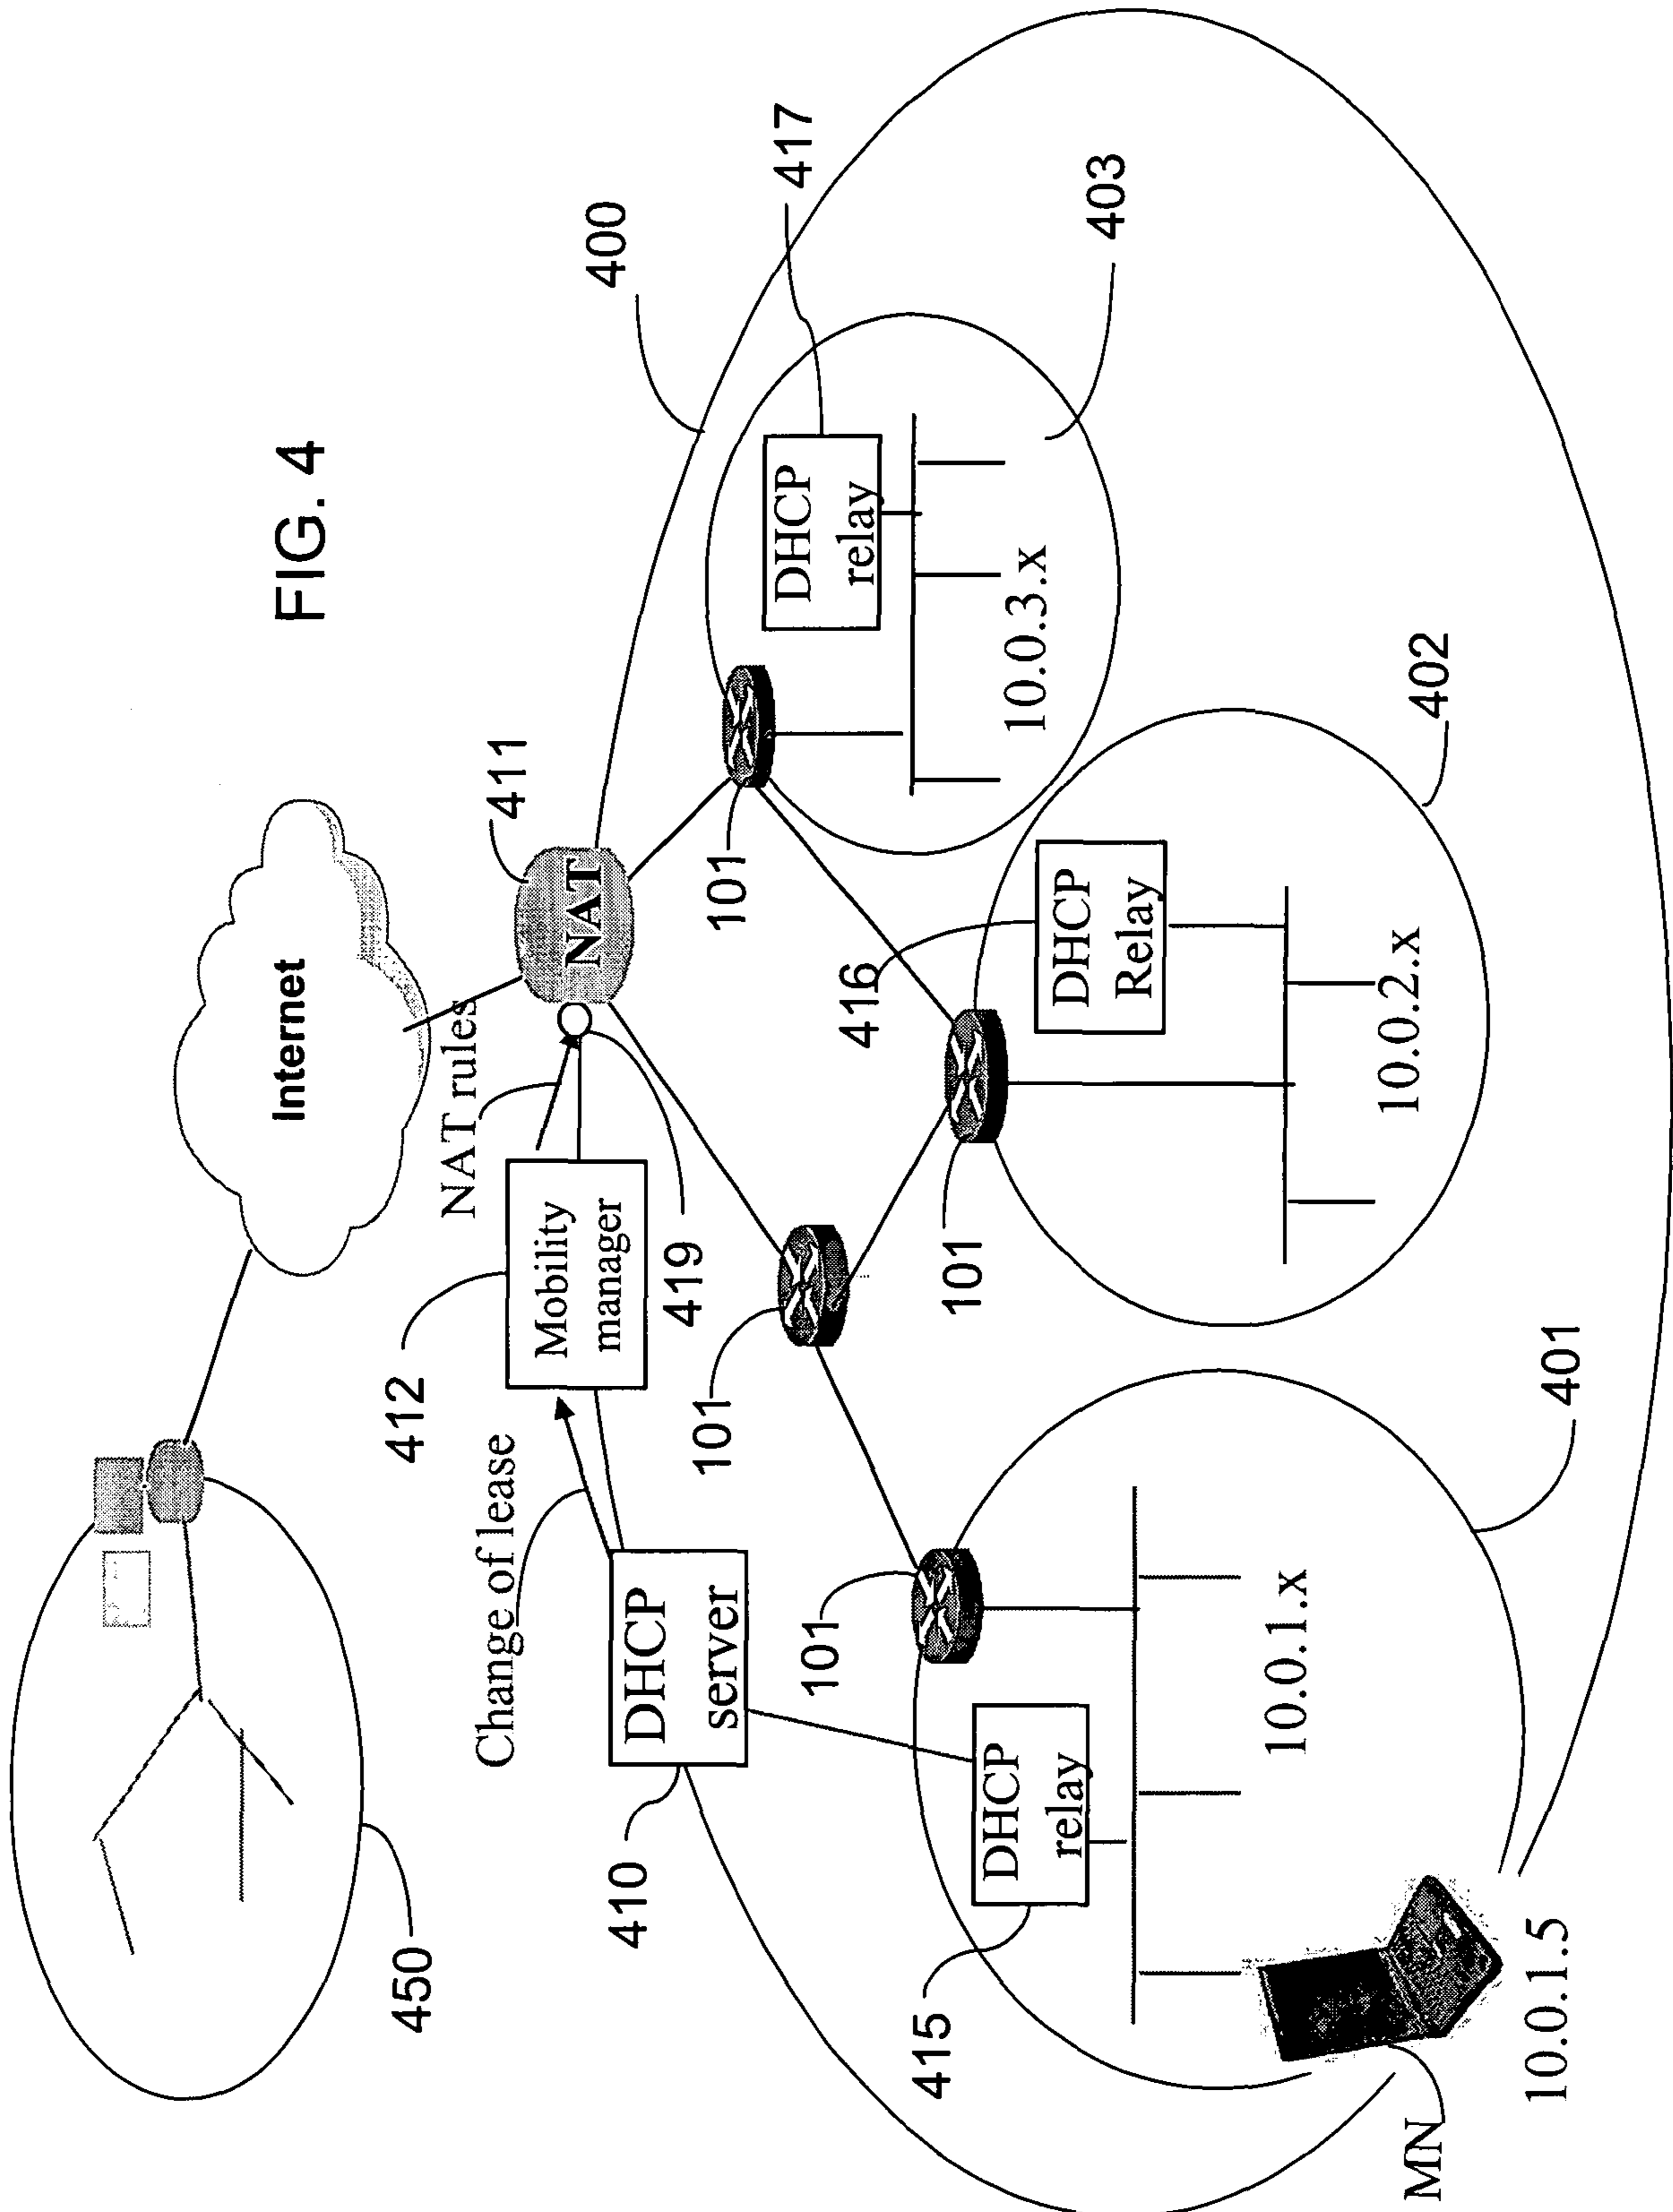 FIG. 4
Internet
450
NAT rules
411
NAT
400
417
412
Mobility
manager
419
Change of lease
410
DHCP
server
101
101
101
101
416
DHCP
relay
403
10.0.3.x
DHCP
Relay
402
10.0.2.x
415
DHCP
relay
401
10.0.1.x
MN
10.0.1.5